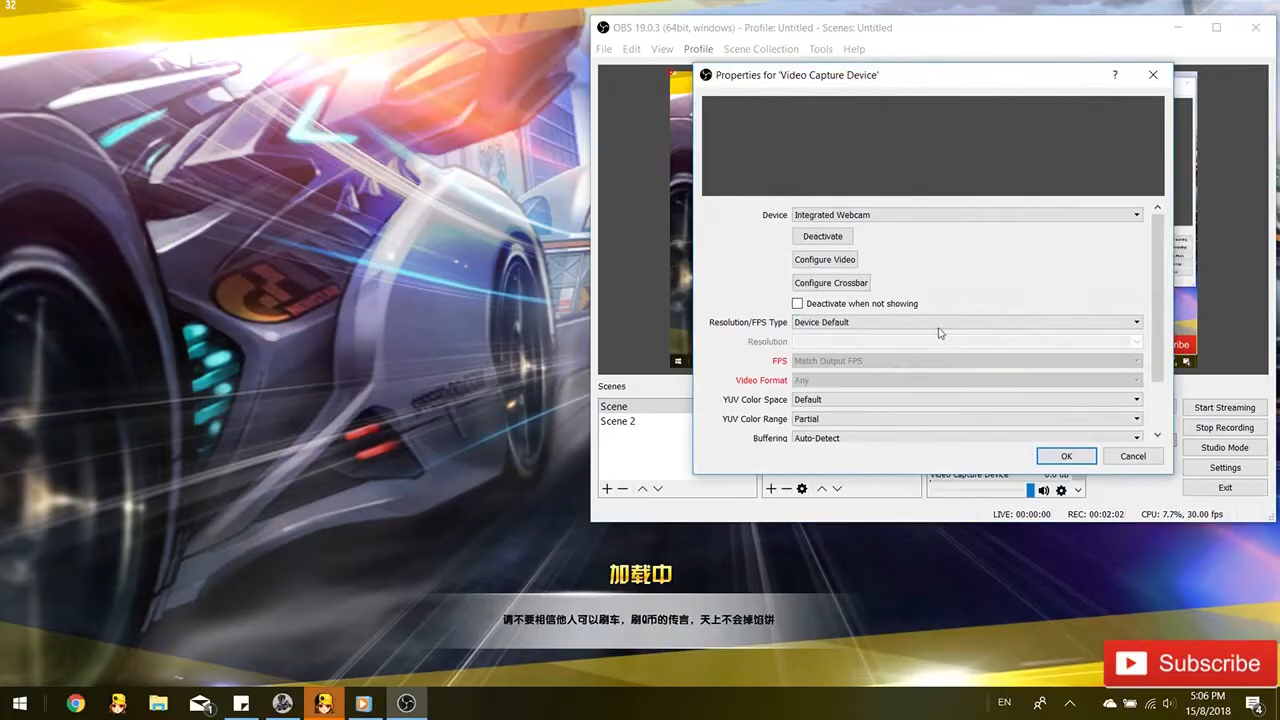 32
OBS 19.0.3 (64bit, windows) - Profile: Untitled - Scenes: Untitled
File Edit View Profile Scene Collection Tools Help
Properties for 'Video Capture Device'
?
Device Integrated Webcam
Deactivate
Configure Video
Configure Crossbar
Deactivate when not showing
Resolution/FPS Type Device Default
Resolution
FPS Match Output FPS
Video Format Any
YUV Color Space Default
YUV Color Range Partial
Buffering Auto-Detect
OK Cancel
Scenes
Scene
Scene 2
Video Capture Device 0.0 dB
Start Streaming
Stop Recording
Studio Mode
Settings
Exit
LIVE: 00:00:00 REC: 00:02:02 CPU: 7.7%, 30.00 fps
加载中
请不要相信他人可以刷车，刷Q币的传言，天上不会掉馅饼
Subscribe
1
EN
5:06 PM
15/8/2018
4